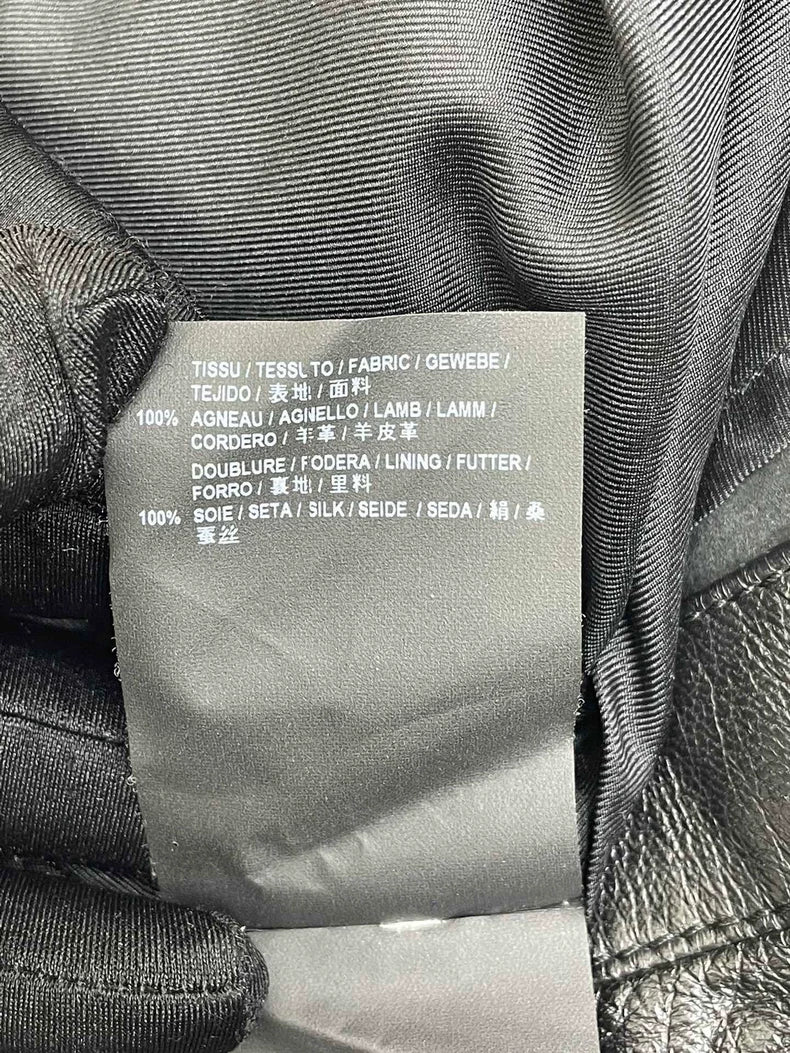 TISSU / TESSUTO / FABRIC / GEWEBE /
TEJIDO / 表地 / 面料
100% AGNEAU / AGNELLO / LAMB / LAMM /
CORDERO / 羊革 / 羊皮革
DOUBLURE / FODERA / LINING / FUTTER /
FORRO / 裏地 / 里料
100% SOIE / SETA / SILK / SEIDE / SEDA / 絹 / 桑
蚕丝